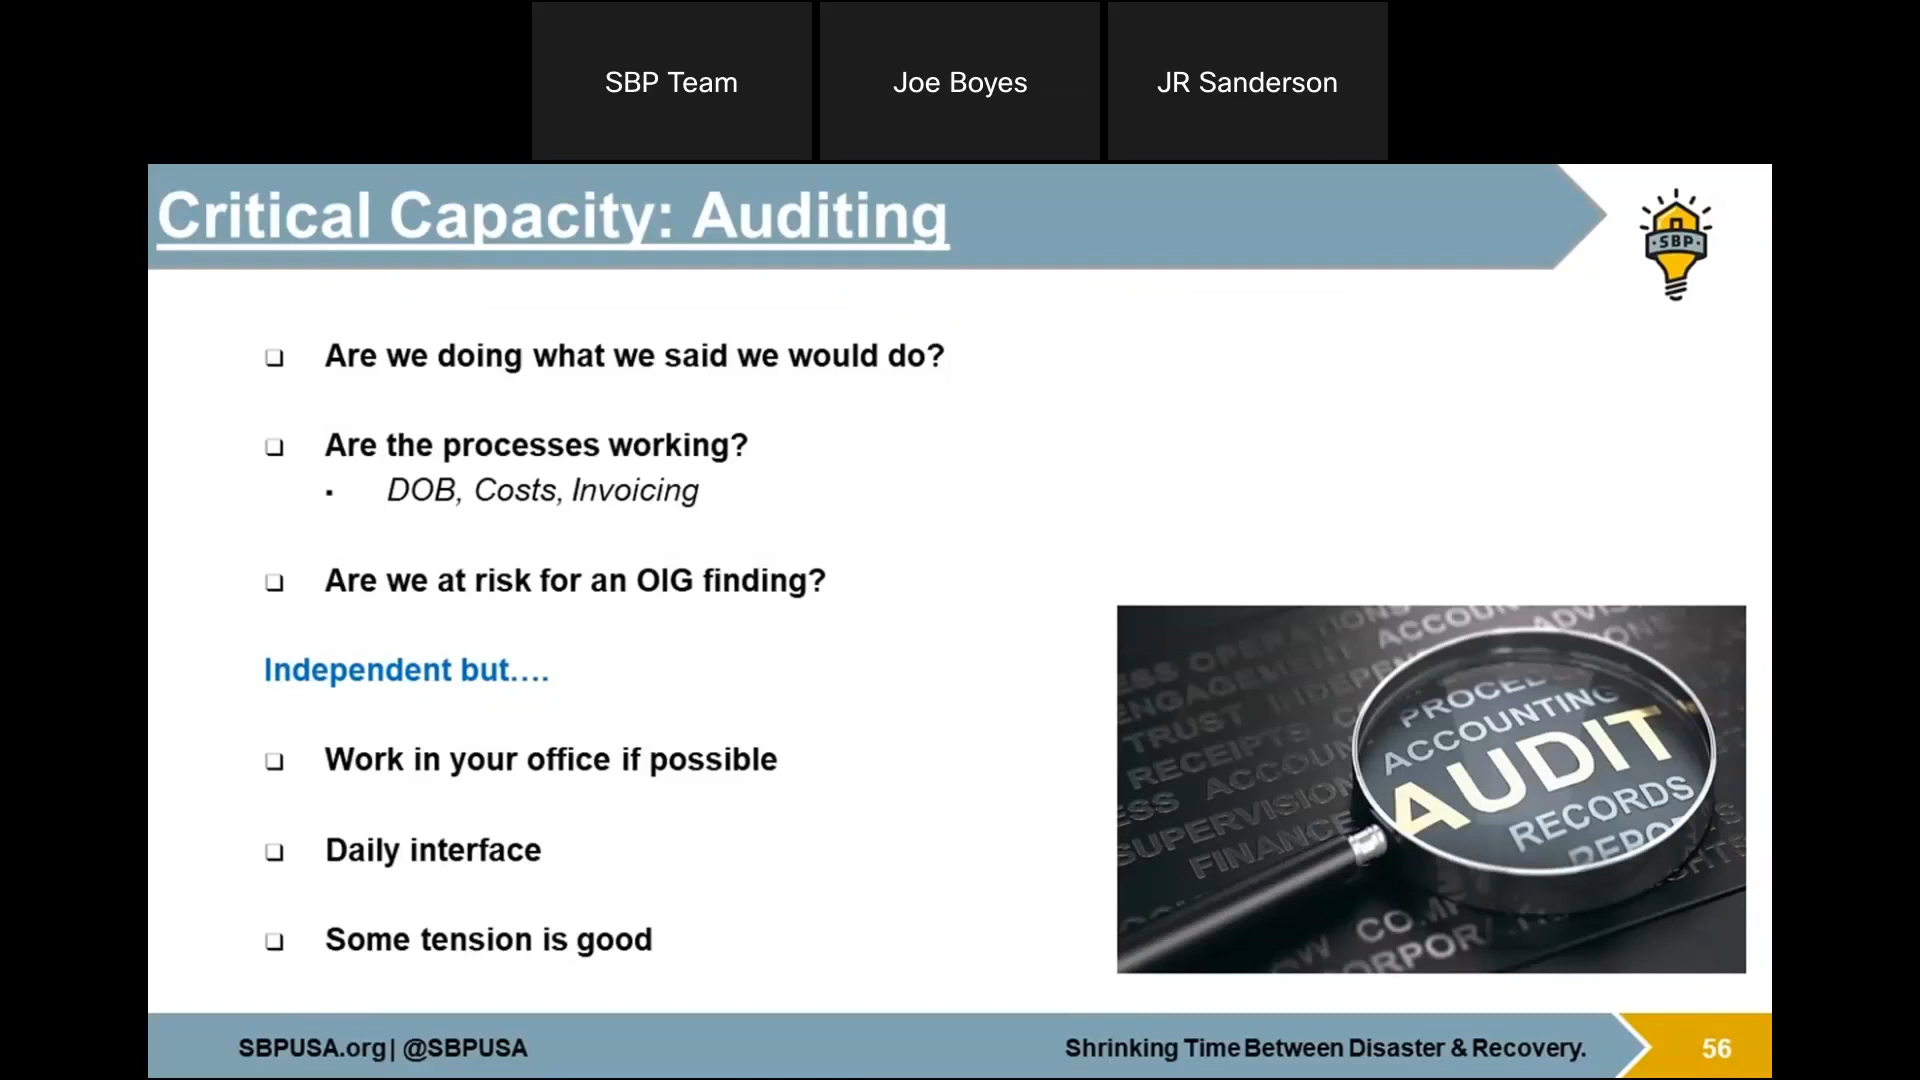 SBP Team
Joe Boyes
JR Sanderson
Critical Capacity: Auditing
SBP
Are we doing what we said we would do?
Are the processes working?
DOB, Costs, Invoicing
Are we at risk for an OIG finding?
Independent but....
Work in your office if possible
Daily interface
Some tension is good
ACCOUNTING
AUDIT
RECORDS
RECEIPTS
FINANCE
TRUST
SBPUSA.org| @SBPUSA
Shrinking Time Between Disaster & Recovery.
56